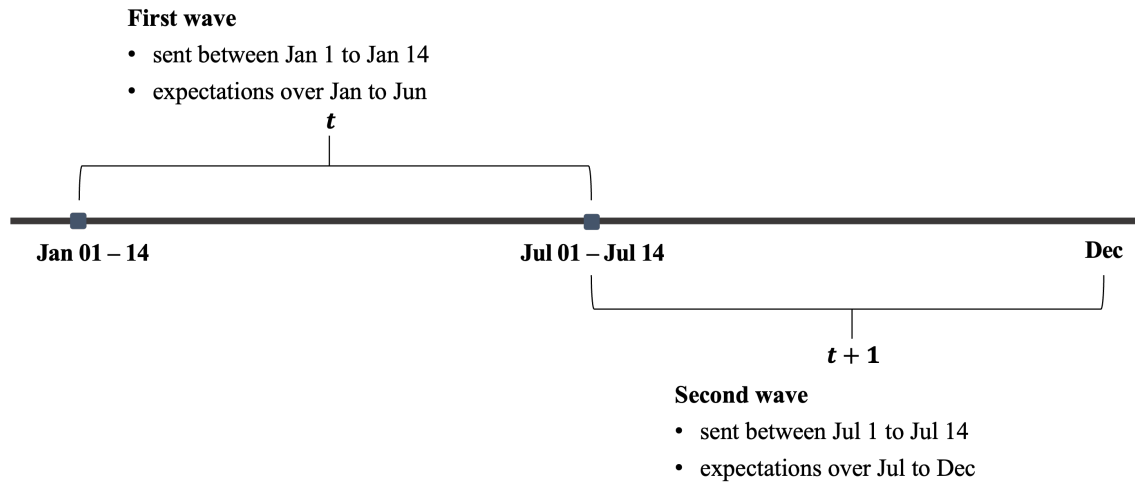 First wave
• sent between Jan 1 to Jan 14
• expectations over Jan to Jun
t
Jan 01 – 14
Jul 01 – Jul 14
Dec
t + 1
Second wave
• sent between Jul 1 to Jul 14
• expectations over Jul to Dec